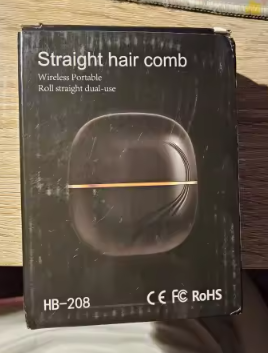 Straight hair comb
Wireless Portable
Roll straight dual-use
HB-208
CE FC RoHS